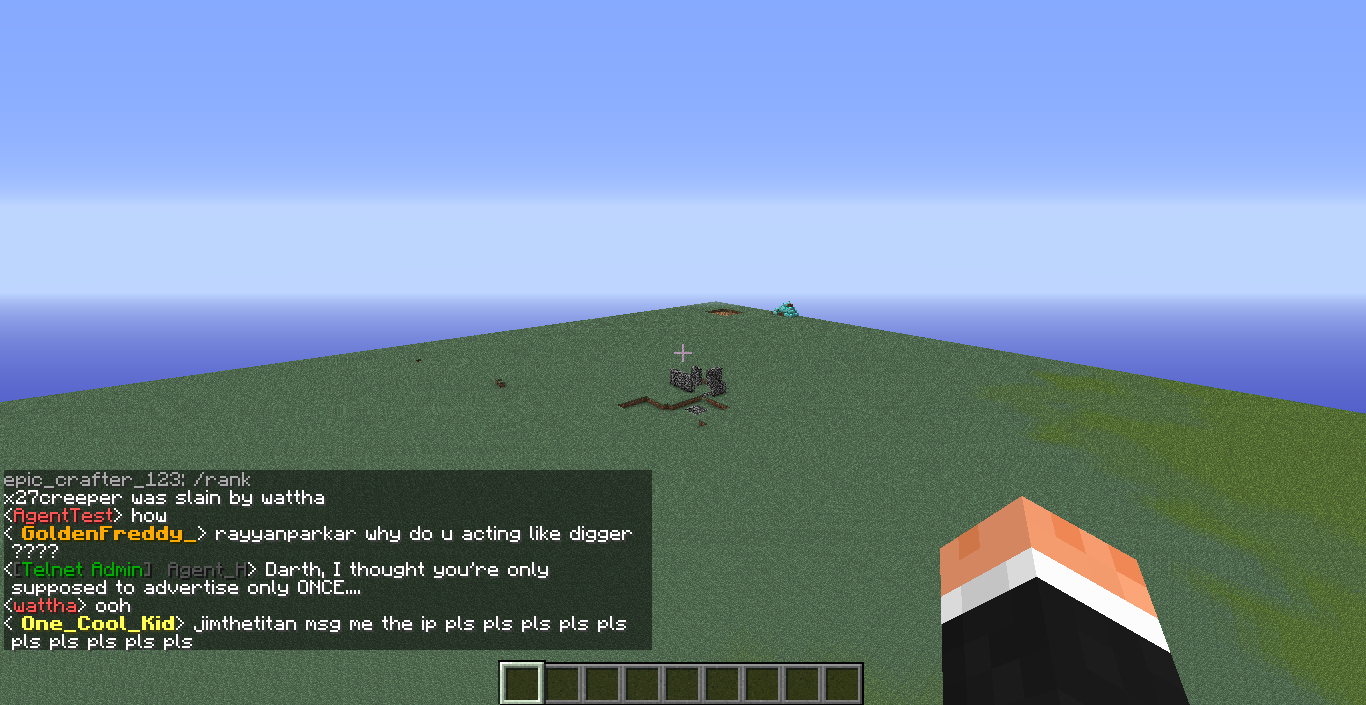 epic_crafter_123: /rank
x27creeper was slain by wattha
<AgentTest> how
< GoldenFreddy_> rayyanparkar why do u acting like digger
????
<[Telnet Admin] Agent_H> Darth, I thought you're only
supposed to advertise only ONCE....
<wattha> ooh
< One_Cool_Kid> jimthetitan msg me the ip pls pls pls pls pls
pls pls pls pls pls